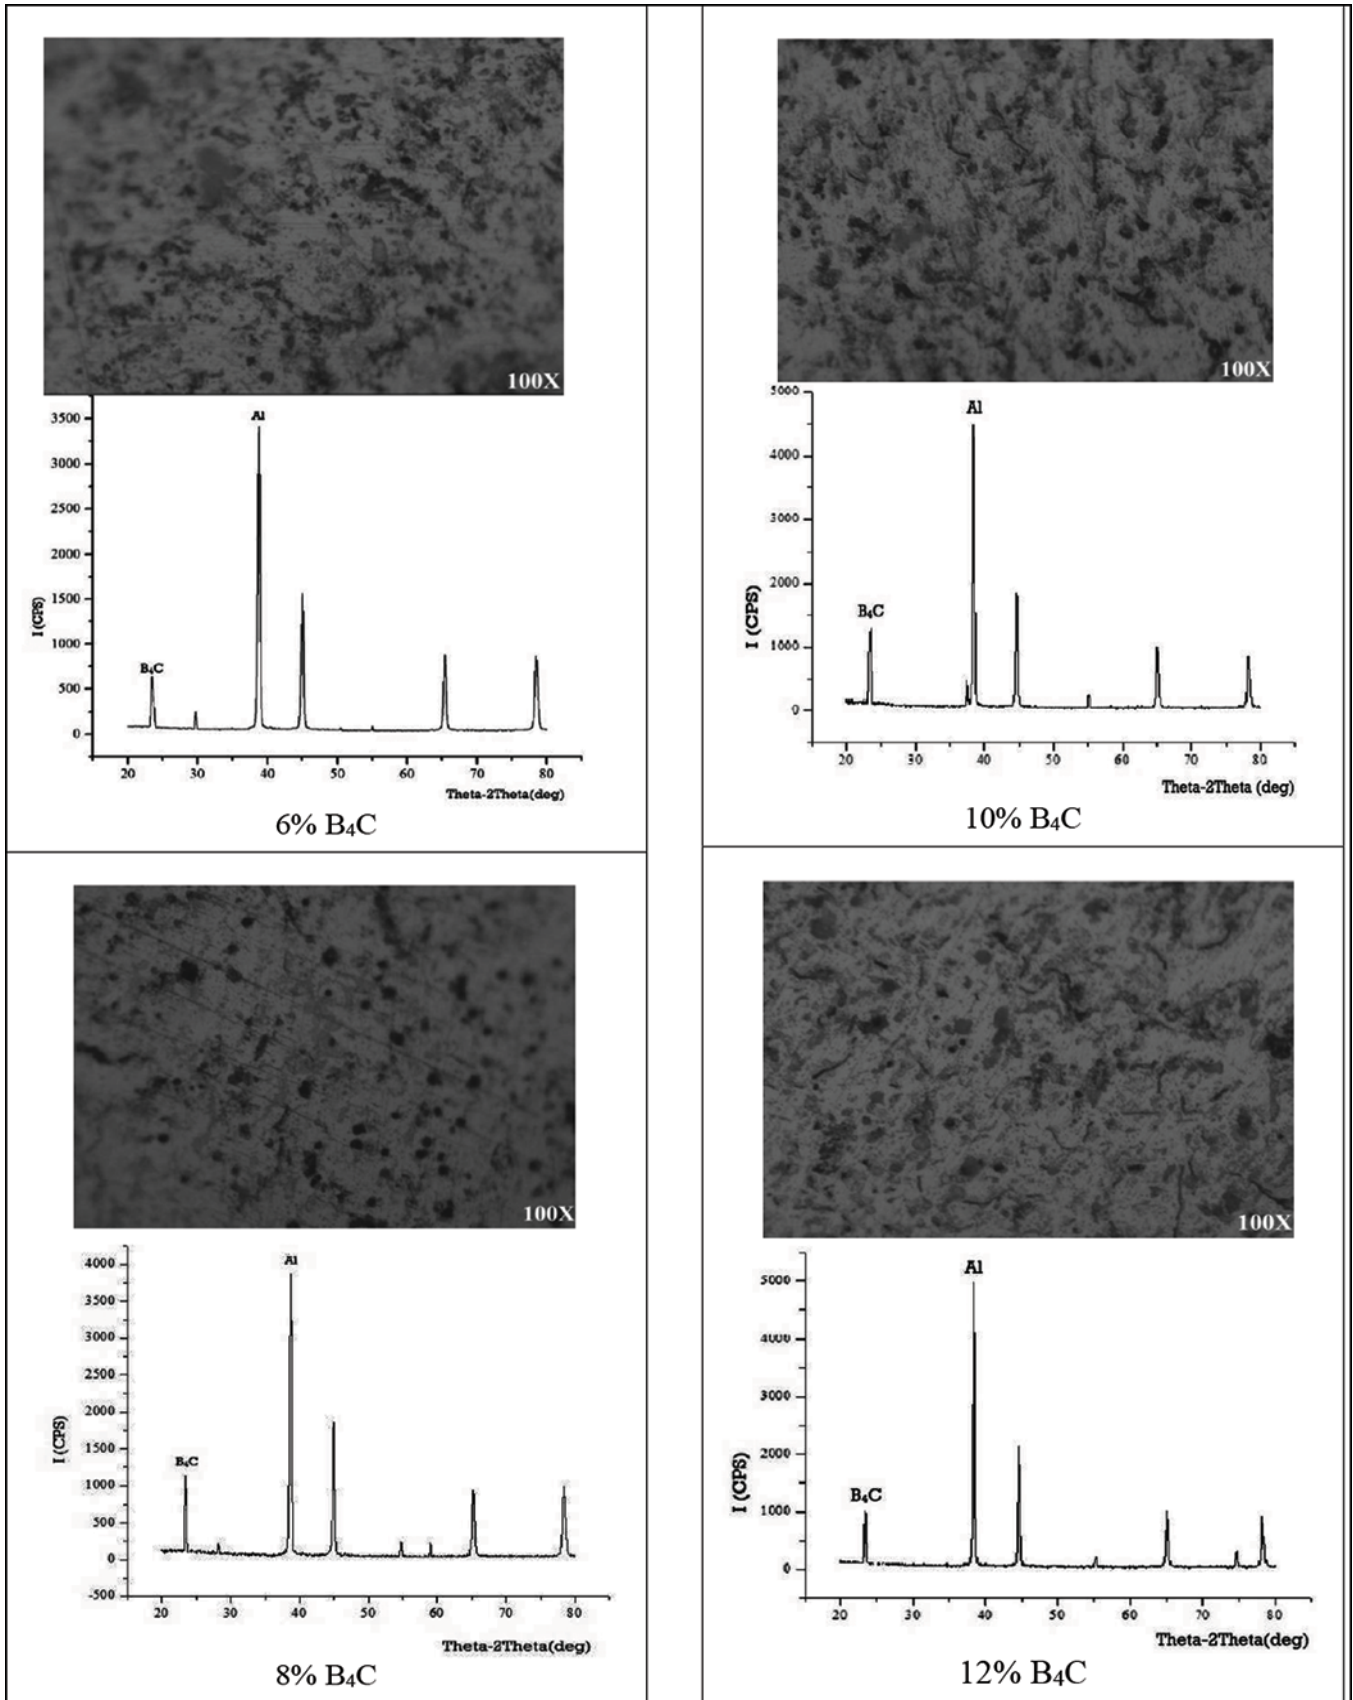 100X
3500
3000
2500
2000
1500
1000
500
0
I (CPS)
Al
B₄C
20 30 40 50 60 70 80
Theta-2Theta(deg)
6% B₄C
100X
5000
4000
3000
2000
1000
0
I (CPS)
Al
B₄C
20 30 40 50 60 70 80
Theta-2Theta (deg)
10% B₄C
100X
4000
3500
3000
2500
2000
1500
1000
500
0
-500
I (CPS)
Al
B₄C
20 30 40 50 60 70 80
Theta-2Theta(deg)
8% B₄C
100X
5000
4000
3000
2000
1000
0
I (CPS)
Al
B₄C
20 30 40 50 60 70 80
Theta-2Theta(deg)
12% B₄C